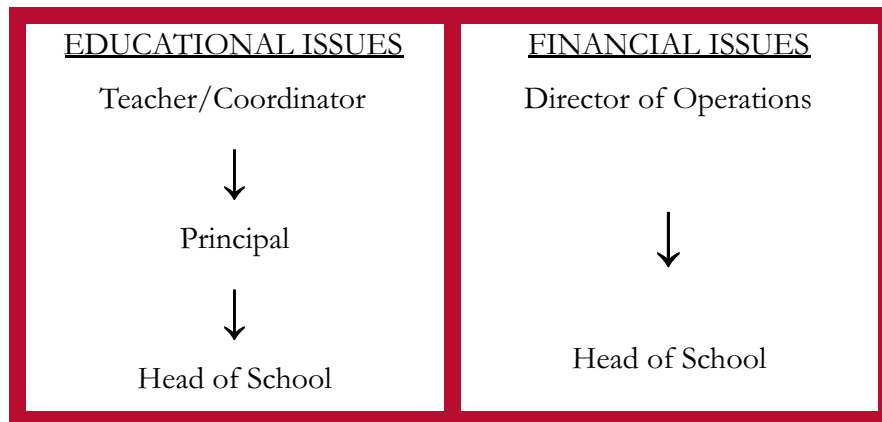 EDUCATIONAL ISSUES
Teacher/Coordinator
↓
Principal
↓
Head of School
FINANCIAL ISSUES
Director of Operations
↓
Head of School